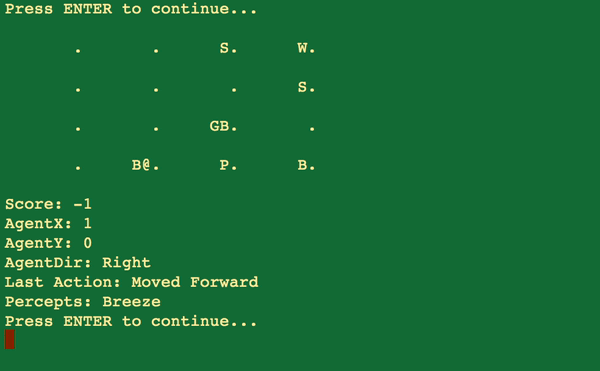 Press ENTER to continue...
. . S. W.
. . . S.
. . GB. .
. B@. P. B.
Score: -1
AgentX: 1
AgentY: 0
AgentDir: Right
Last Action: Moved Forward
Percepts: Breeze
Press ENTER to continue...